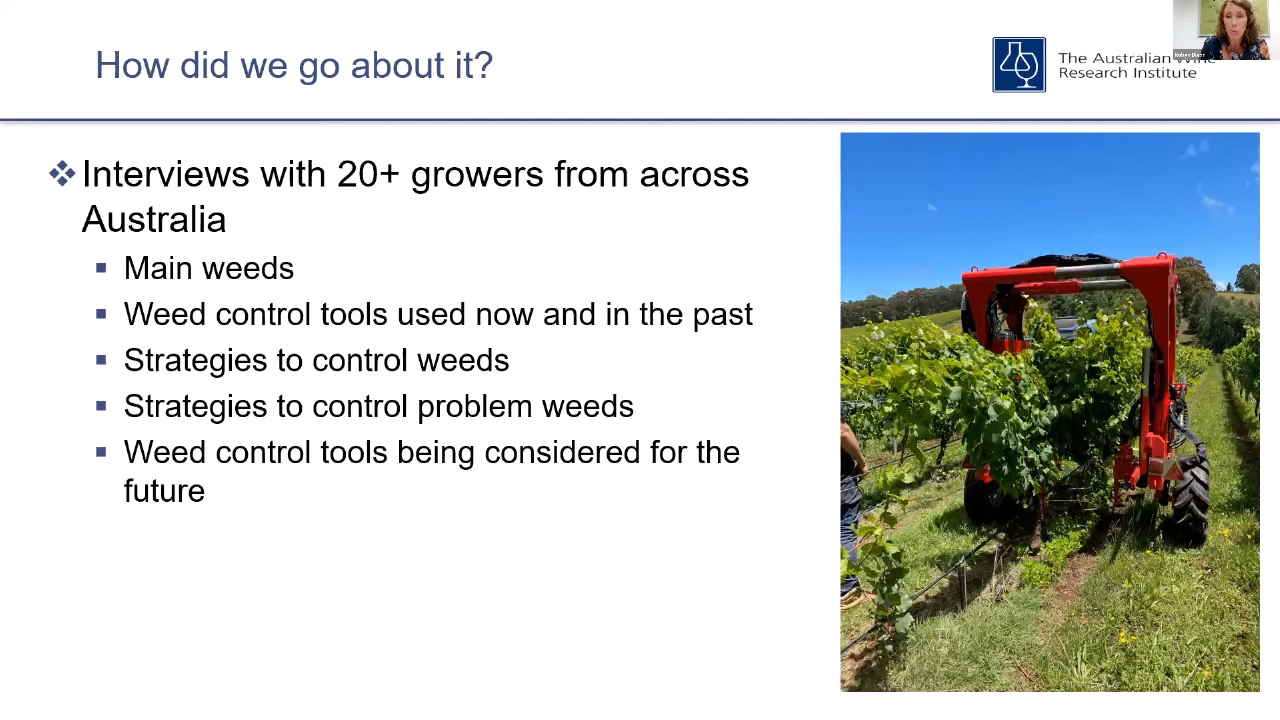 How did we go about it?
The Australian Wine
Research Institute
Interviews with 20+ growers from across
Australia
Main weeds
Weed control tools used now and in the past
Strategies to control weeds
Strategies to control problem weeds
Weed control tools being considered for the
future